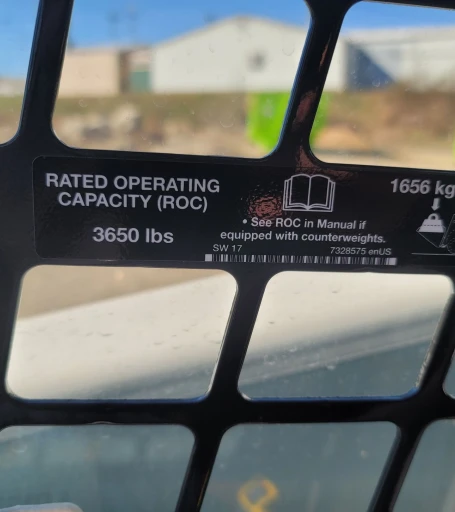 RATED OPERATING
CAPACITY (ROC)
3650 lbs
• See ROC in Manual if
equipped with counterweights.
SW 17
7328575 enUS
1656 kg